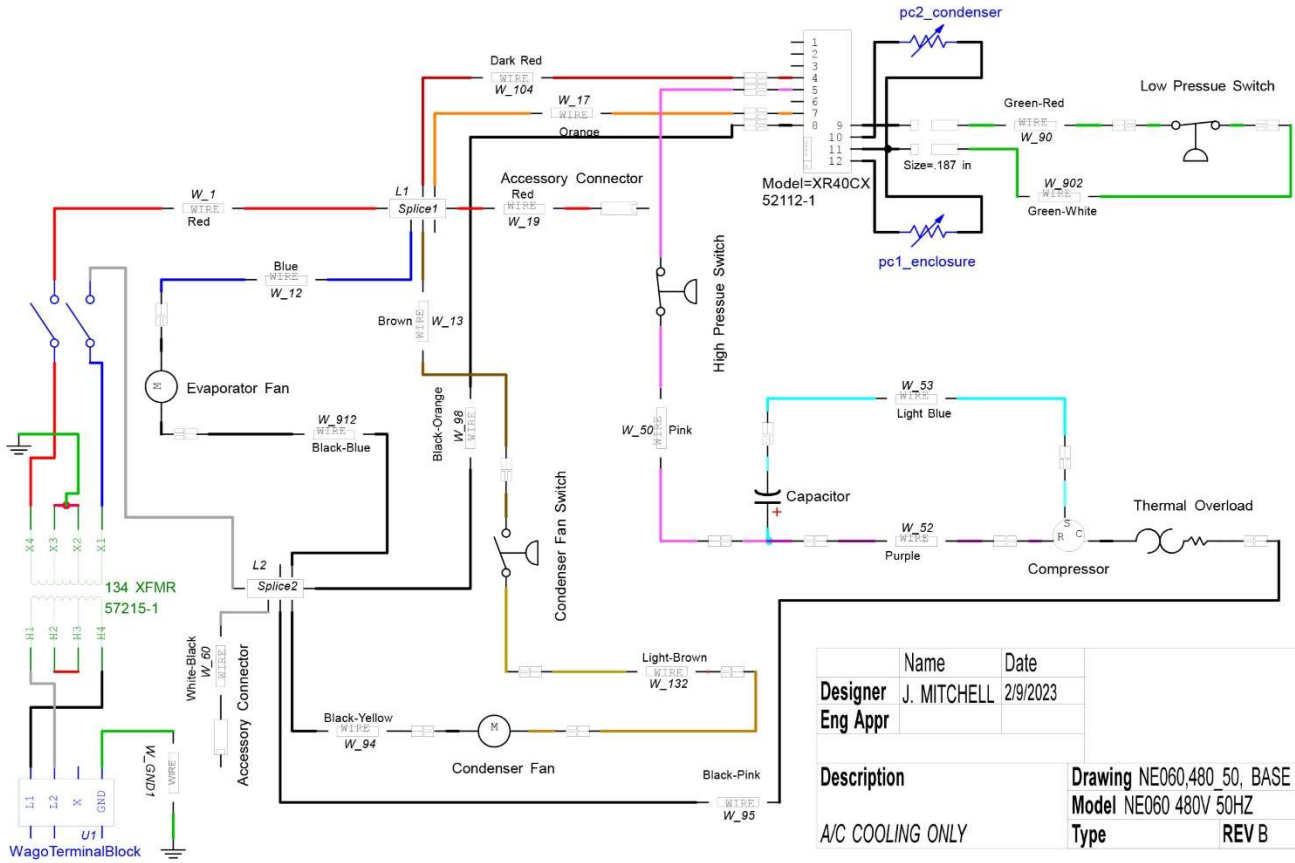 pc2_condenser
1
2
3
4
5
6
7
8
9
10
11
12
Dark Red
WIRE
W_104
W_17
WIRE
Orange
Low Pressue Switch
Green-Red
WIRE
W_90
Size=.187 in
Model=XR40CX
52112-1
W_902
WIRE
Green-White
pc1_enclosure
W_1
WIRE
Red
L1
Splice1
Accessory Connector
Red
WIRE
W_19
Blue
WIRE
W_12
Brown
WIRE
W_13
High Pressue Switch
M
Evaporator Fan
W_912
WIRE
Black-Blue
Black-Orange
W_98
WIRE
W_50
WIRE
Pink
W_53
WIRE
Light Blue
Capacitor
+
W_52
WIRE
Purple
S
R
C
Compressor
Thermal Overload
Condenser Fan Switch
X4
X3
X2
X1
134 XFMR
57215-1
H1
H2
H3
H4
L2
Splice2
White-Black
W_60
WIRE
Accessory Connector
Light-Brown
WIRE
W_132
Black-Yellow
WIRE
W_94
M
Condenser Fan
Black-Pink
WIRE
W_95
L1
L2
X
GND
U1
WagoTerminalBlock
W_GND1
WIRE
Name Date
Designer J. MITCHELL 2/9/2023
Eng Appr
Description Drawing NE060,480_50, BASE
Model NE060 480V 50HZ
A/C COOLING ONLY Type REV B